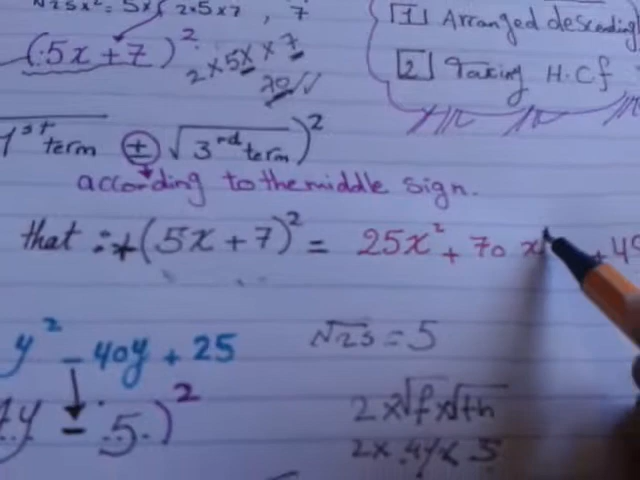 √25x² = 5x { 2·5x7 , 7
(5x + 7)²
2 × 5x × 7
70 ✓✓
1 Arranged descendingl
2 Taking H.Cf
1st term ± √3rd term)²
according to the middle sign.
that :→ (5x + 7)² = 25x² + 70 x + 49
y² - 40y + 25
√25 = 5
y - 5)²
2 × √f × √th
2 × 4y × 5